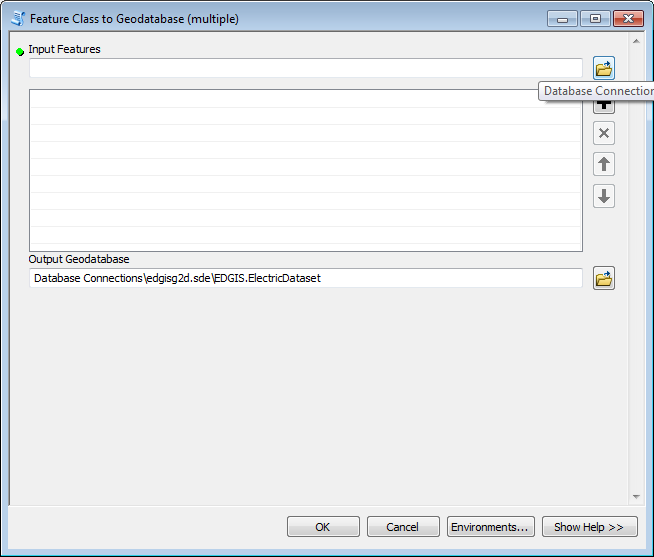 Feature Class to Geodatabase (multiple)
Input Features
Database Connection
Output Geodatabase
Database Connections\edgisg2d.sde\EDGIS.ElectricDataset
OK
Cancel
Environments...
Show Help >>